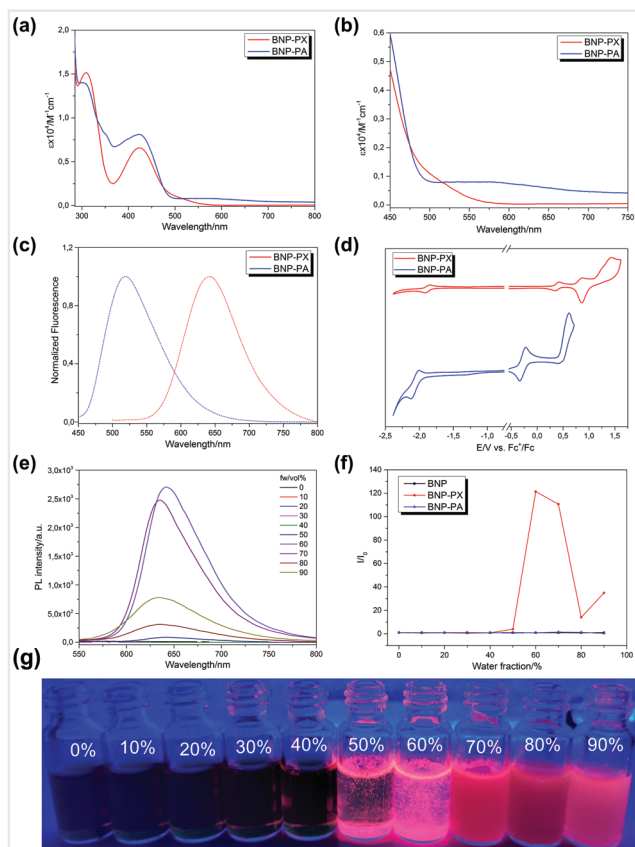 (a)
BNP-PX
BNP-PA
εx10⁴/M⁻¹cm⁻¹
2,0
1,5
1,0
0,5
0,0
300 400 500 600 700 800
Wavelength/nm
(b)
BNP-PX
BNP-PA
εx10⁴/M⁻¹cm⁻¹
0,6
0,5
0,4
0,3
0,2
0,1
0,0
450 500 550 600 650 700 750
Wavelength/nm
(c)
BNP-PX
BNP-PA
Normalized Fluorescence
1,2
0,8
0,4
0,0
450 500 550 600 650 700 750 800
Wavelength/nm
(d)
BNP-PX
BNP-PA
-2,4 -2,0 -1,6 -1,2 -0,8 -0,5 0,0 0,5 1,0 1,5
E/V vs. Fc⁺/Fc
(e)
fw/vol%
0
10
20
30
40
50
60
70
80
90
PL intensity/a.u.
3,0x10³
2,5x10³
2,0x10³
1,5x10³
1,0x10³
5,0x10²
0,0
550 600 650 700 750 800
Wavelength/nm
(f)
BNP
BNP-PX
BNP-PA
I/I₀
140
120
100
80
60
40
20
0
0 20 40 60 80 100
Water fraction/%
(g)
0% 10% 20% 30% 40% 50% 60% 70% 80% 90%